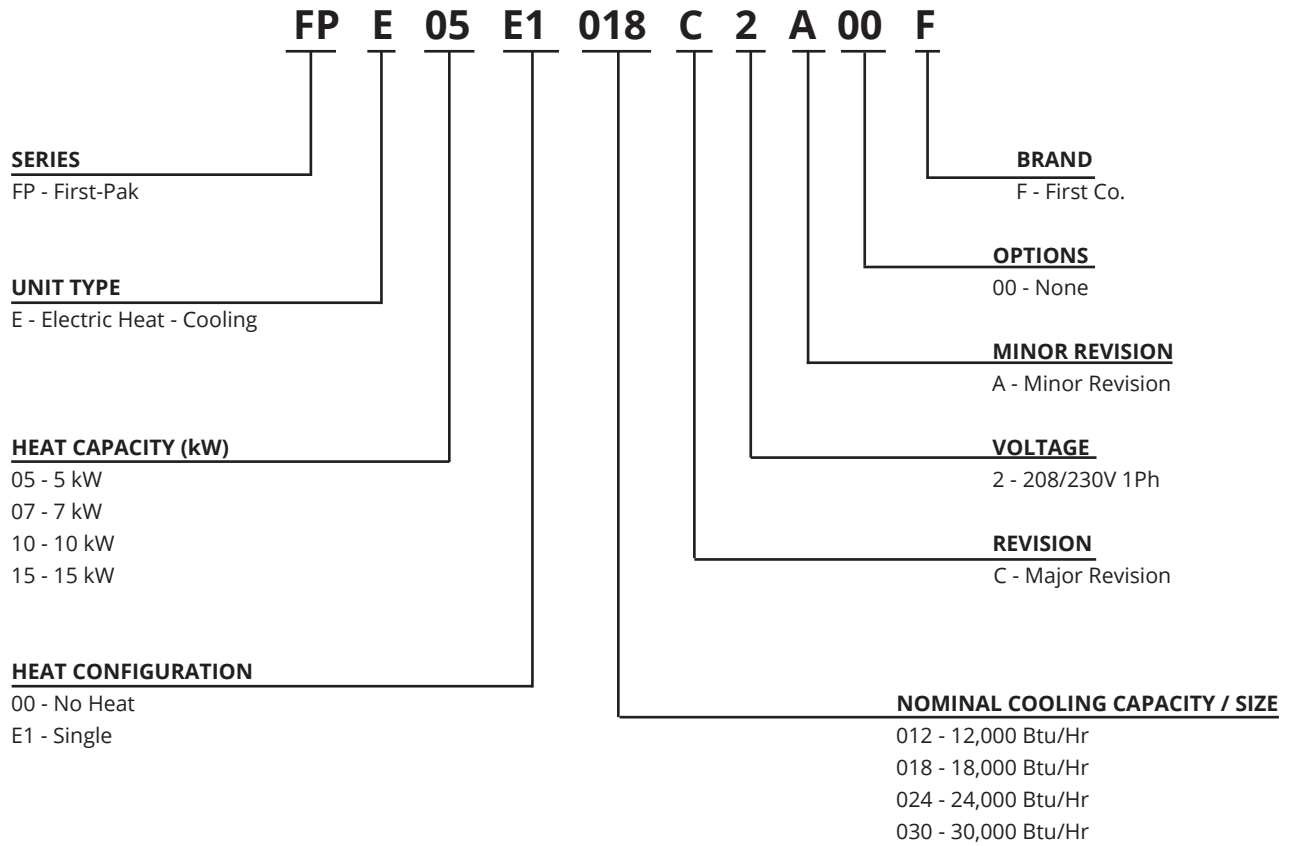 FP E 05 E1 018 C 2 A 00 F
SERIES
FP - First-Pak
UNIT TYPE
E - Electric Heat - Cooling
HEAT CAPACITY (kW)
05 - 5 kW
07 - 7 kW
10 - 10 kW
15 - 15 kW
HEAT CONFIGURATION
00 - No Heat
E1 - Single
BRAND
F - First Co.
OPTIONS
00 - None
MINOR REVISION
A - Minor Revision
VOLTAGE
2 - 208/230V 1Ph
REVISION
C - Major Revision
NOMINAL COOLING CAPACITY / SIZE
012 - 12,000 Btu/Hr
018 - 18,000 Btu/Hr
024 - 24,000 Btu/Hr
030 - 30,000 Btu/Hr